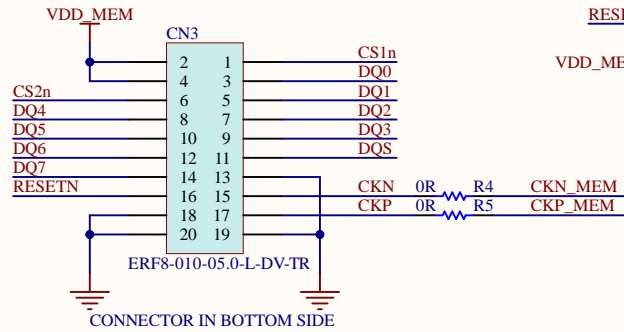 VDD_MEM
CN3
RESE
VDD_ME
2 1 CS1n
4 3 DQ0
CS2n 6 5 DQ1
DQ4 8 7 DQ2
DQ5 10 9 DQ3
DQ6 12 11 DQS
DQ7 14 13
RESETN 16 15 CKN 0R R4 CKN_MEM
18 17 CKP 0R R5 CKP_MEM
20 19
ERF8-010-05.0-L-DV-TR
CONNECTOR IN BOTTOM SIDE